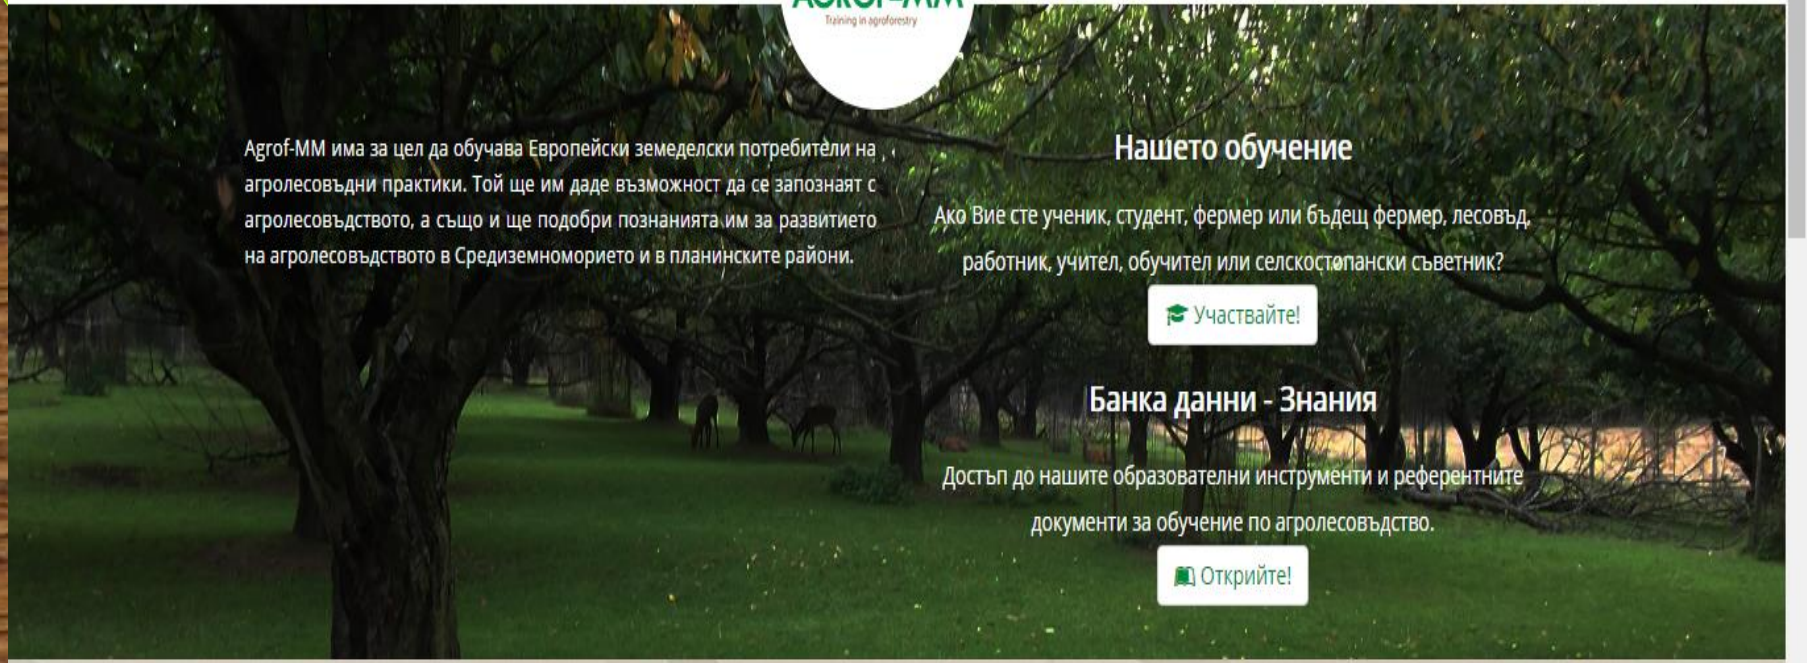 AGROF-MM
Training in agroforestry
Agrof-MM има за цел да обучава Европейски земеделски потребители на
агролесовъдни практики. Той ще им даде възможност да се запознаят с
агролесовъдството, а също и ще подобри познанията им за развитието
на агролесовъдството в Средиземноморието и в планинските райони.
Нашето обучение
Ако Вие сте ученик, студент, фермер или бъдещ фермер, лесовъд,
работник, учител, обучител или селскостопански съветник?
Участвайте!
Банка данни - Знания
Достъп до нашите образователни инструменти и референтните
документи за обучение по агролесовъдство.
Открийте!